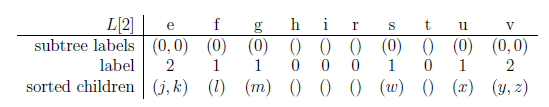 L[2] e f g h i r s t u v
subtree labels (0, 0) (0) (0) () () () (0) () (0) (0, 0)
label 2 1 1 0 0 0 1 0 1 2
sorted children (j, k) (l) (m) () () () (w) () (x) (y, z)